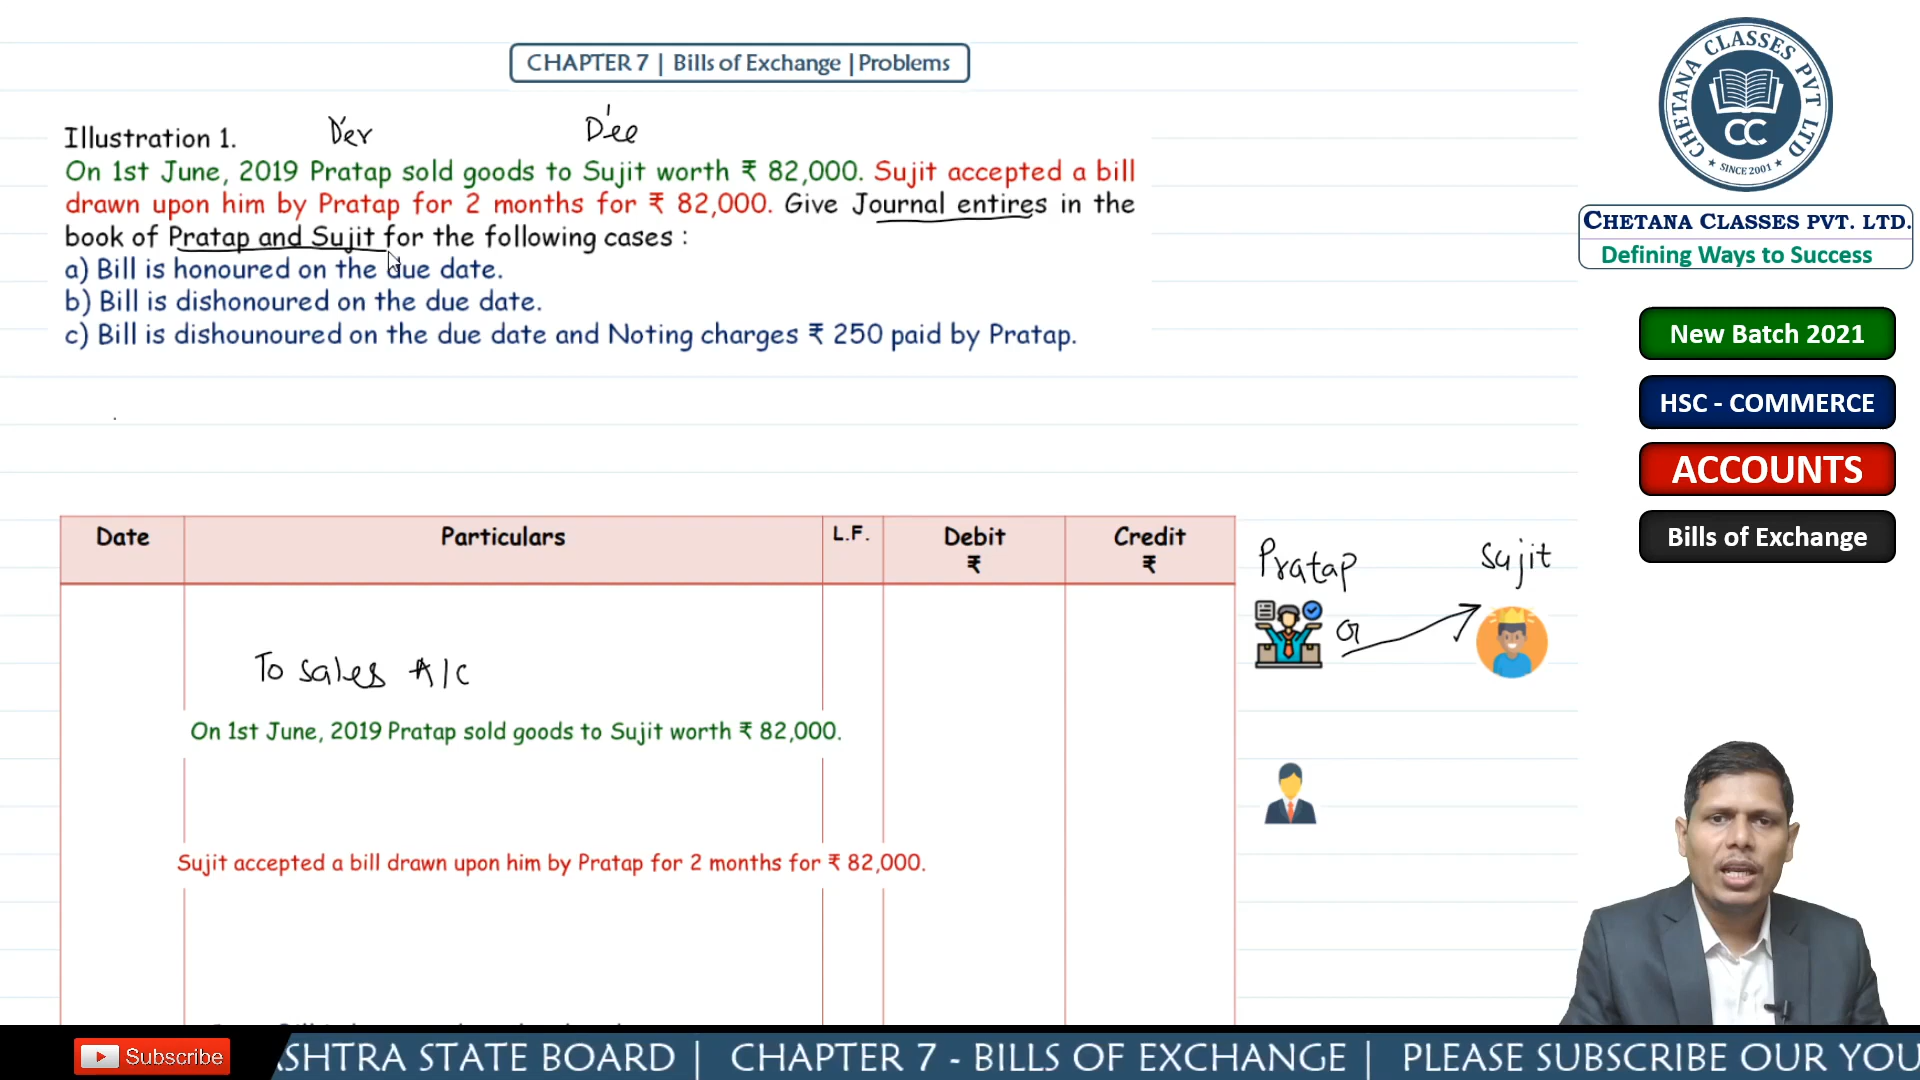 CHAPTER 7 | Bills of Exchange | Problems
D'er D'ee
Illustration 1.
On 1st June, 2019 Pratap sold goods to Sujit worth ₹ 82,000. Sujit accepted a bill
drawn upon him by Pratap for 2 months for ₹ 82,000. Give Journal entires in the
book of Pratap and Sujit for the following cases :
a) Bill is honoured on the due date.
b) Bill is dishonoured on the due date.
c) Bill is dishounoured on the due date and Noting charges ₹ 250 paid by Pratap.
CHETANA CLASSES PVT LTD
CC
SINCE 2001
CHETANA CLASSES PVT. LTD.
Defining Ways to Success
New Batch 2021
HSC - COMMERCE
ACCOUNTS
Bills of Exchange
Date Particulars L.F. Debit ₹ Credit ₹
Pratap Sujit
To Sales A/C
On 1st June, 2019 Pratap sold goods to Sujit worth ₹ 82,000.
Sujit accepted a bill drawn upon him by Pratap for 2 months for ₹ 82,000.
Subscribe
SHTRA STATE BOARD | CHAPTER 7 - BILLS OF EXCHANGE | PLEASE SUBSCRIBE OUR YOU